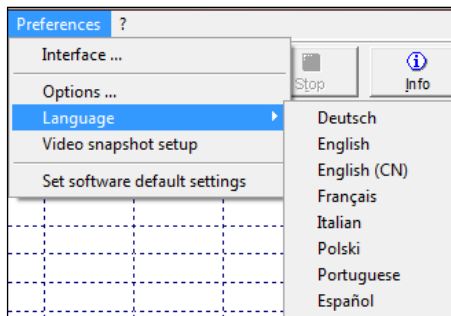 Preferences ?
Interface ...
Stop
Info
Options ...
Language
Deutsch
Video snapshot setup
English
English (CN)
Set software default settings
Français
Italian
Polski
Portuguese
Español